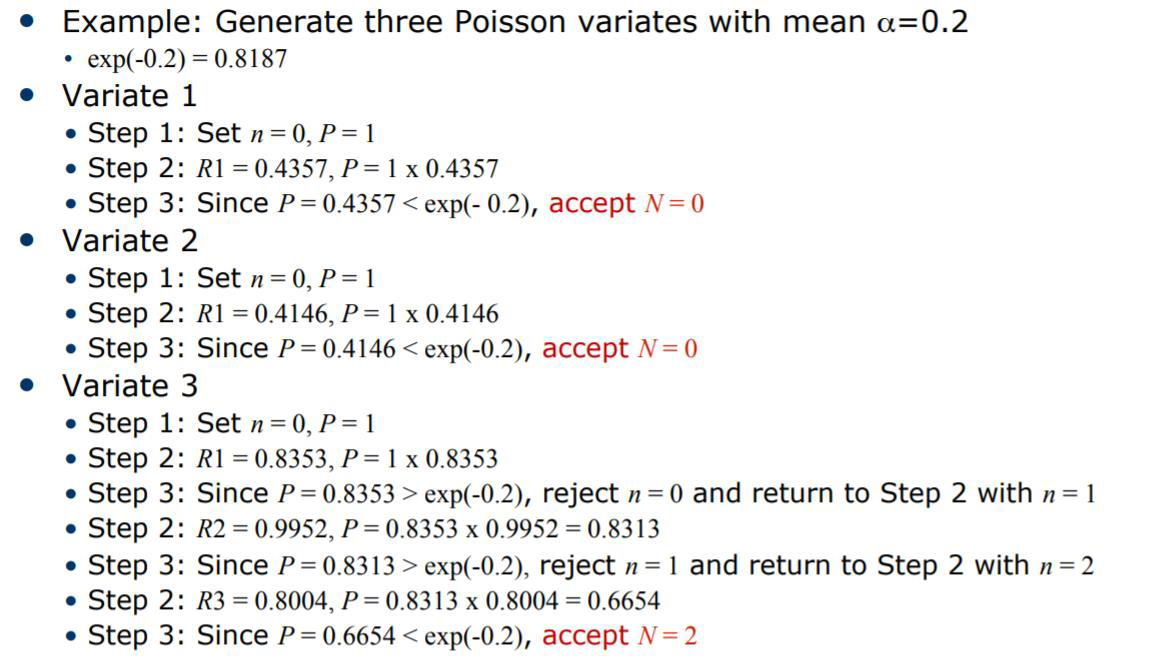 • Example: Generate three Poisson variates with mean α=0.2
• exp(-0.2) = 0.8187
• Variate 1
• Step 1: Set n = 0, P = 1
• Step 2: R1 = 0.4357, P = 1 x 0.4357
• Step 3: Since P = 0.4357 < exp(- 0.2), accept N = 0
• Variate 2
• Step 1: Set n = 0, P = 1
• Step 2: R1 = 0.4146, P = 1 x 0.4146
• Step 3: Since P = 0.4146 < exp(-0.2), accept N = 0
• Variate 3
• Step 1: Set n = 0, P = 1
• Step 2: R1 = 0.8353, P = 1 x 0.8353
• Step 3: Since P = 0.8353 > exp(-0.2), reject n = 0 and return to Step 2 with n = 1
• Step 2: R2 = 0.9952, P = 0.8353 x 0.9952 = 0.8313
• Step 3: Since P = 0.8313 > exp(-0.2), reject n = 1 and return to Step 2 with n = 2
• Step 2: R3 = 0.8004, P = 0.8313 x 0.8004 = 0.6654
• Step 3: Since P = 0.6654 < exp(-0.2), accept N = 2